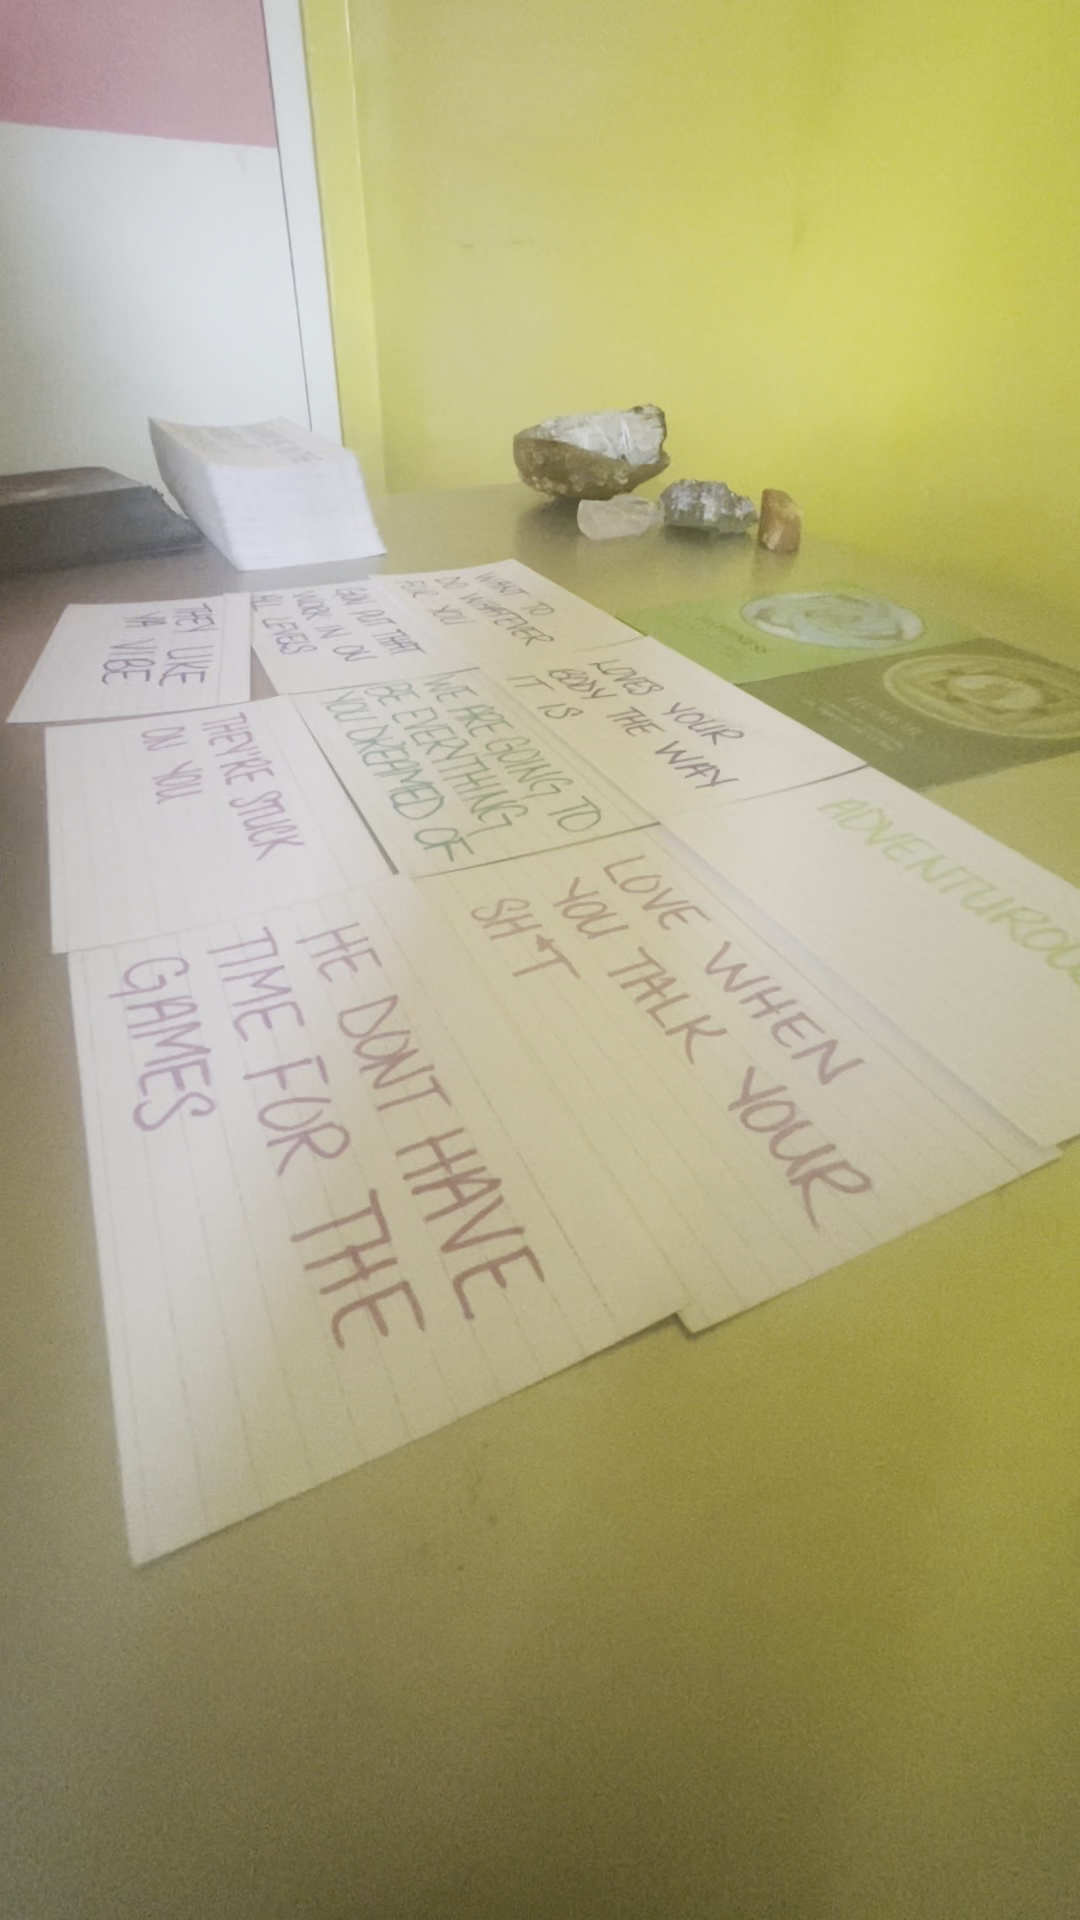 THEY LIKE
YA VIBE
CAN PUT THAT
WORK IN ON
ALL LEVELS
WANT TO
DO WHATEVER
FOR YOU
THEY'RE STUCK
ON YOU
WE ARE GOING TO
BE EVERYTHING
YOU DREAMED OF
LOVES YOUR
BODY THE WAY
IT IS
HE DONT HAVE
TIME FOR THE
GAMES
LOVE WHEN
YOU TALK YOUR
SH*T
ADVENTUROU